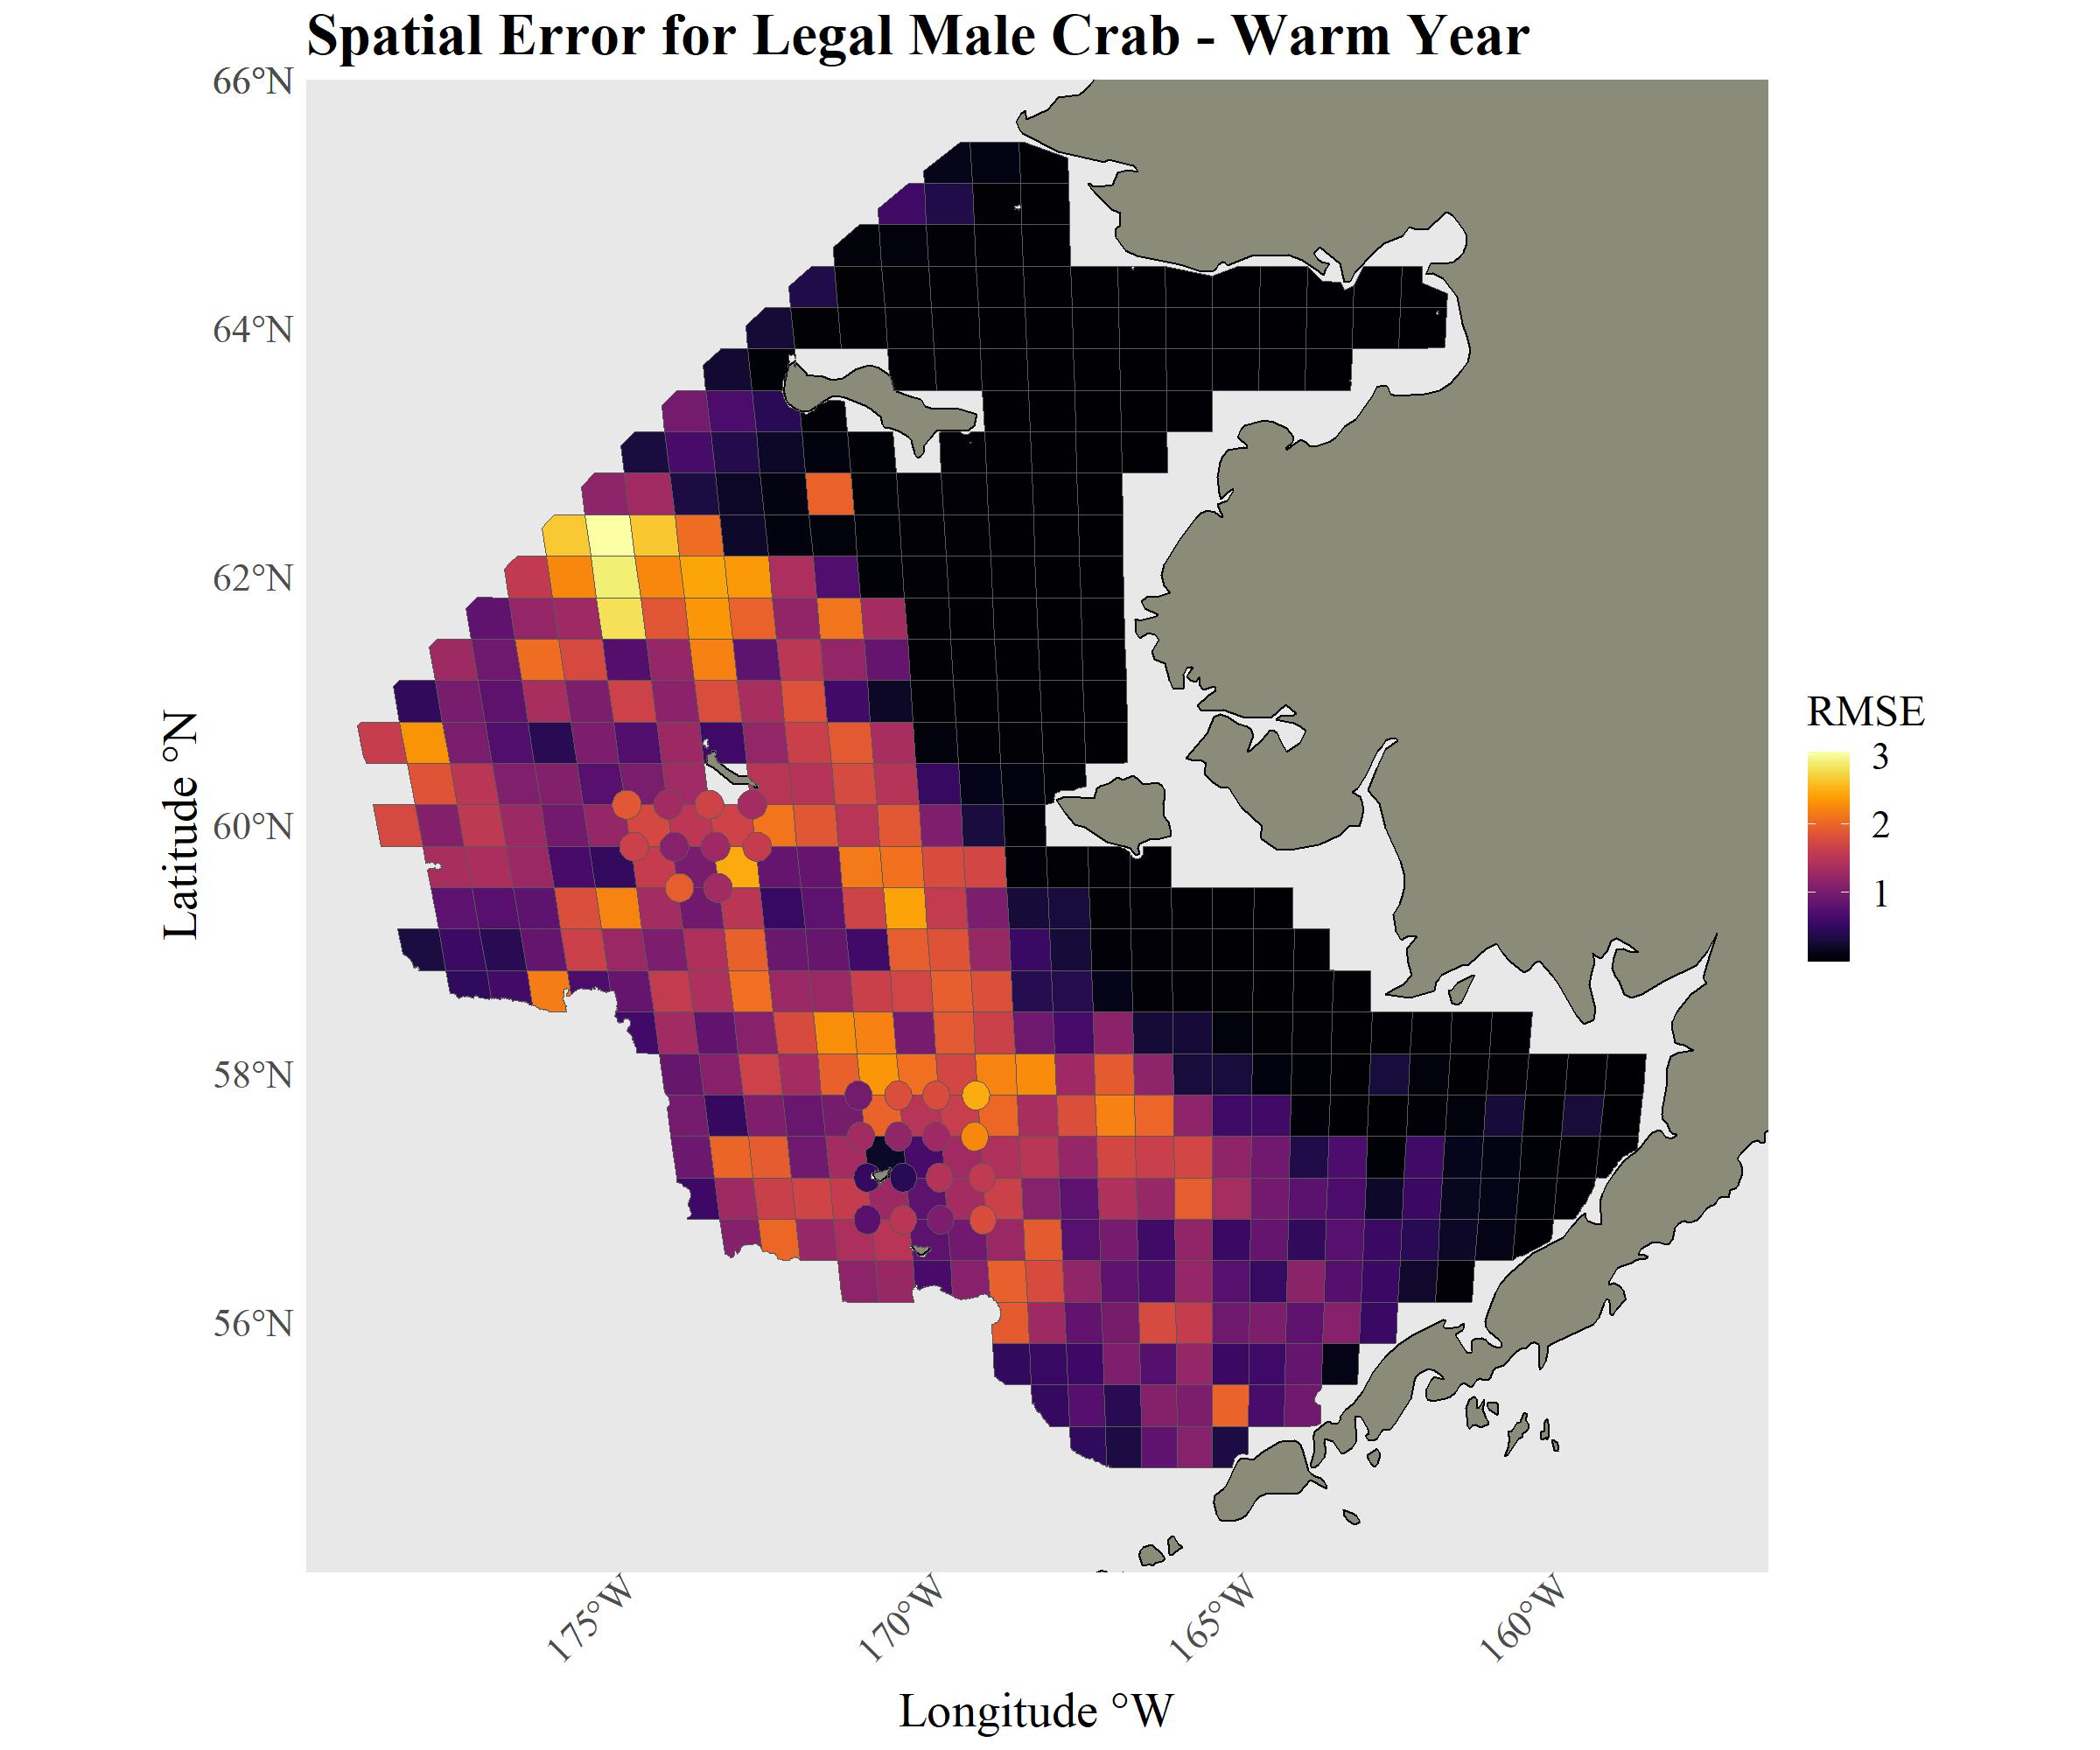 Spatial Error for Legal Male Crab - Warm Year
66°N
64°N
62°N
60°N
58°N
56°N
Latitude °N
175°W
170°W
165°W
160°W
Longitude °W
RMSE
3
2
1